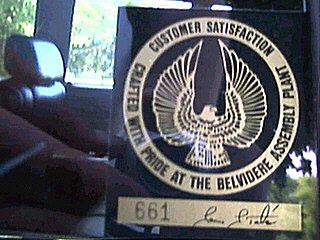 CUSTOMER SATISFACTION
CRAFTED WITH PRIDE AT THE BELVIDERE ASSEMBLY PLANT
661